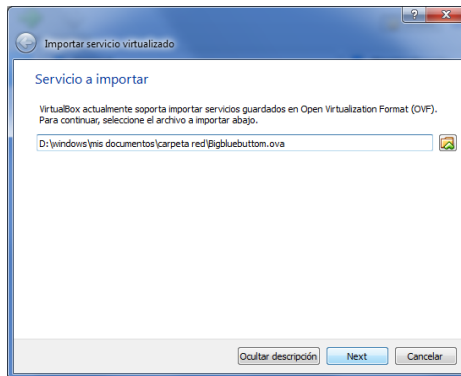 Importar servicio virtualizado
Servicio a importar
VirtualBox actualmente soporta importar servicios guardados en Open Virtualization Format (OVF).
Para continuar, seleccione el archivo a importar abajo.
D:\windows\mis documentos\carpeta red\Bigbluebuttom.ova
Ocultar descripción Next Cancelar